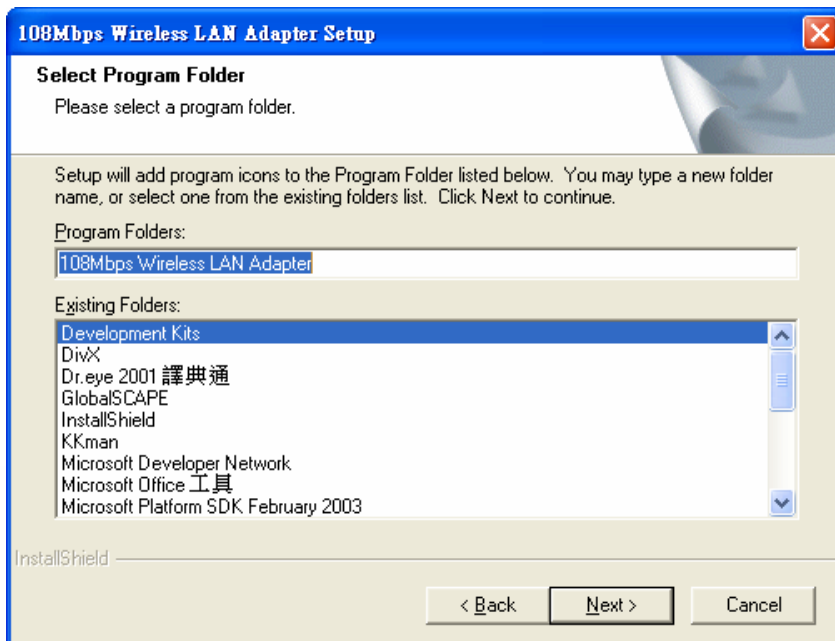 108Mbps Wireless LAN Adapter Setup
Select Program Folder
Please select a program folder.
Setup will add program icons to the Program Folder listed below. You may type a new folder
name, or select one from the existing folders list. Click Next to continue.
Program Folders:
108Mbps Wireless LAN Adapter
Existing Folders:
Development Kits
DivX
Dr.eye 2001 譯典通
GlobalSCAPE
InstallShield
KKman
Microsoft Developer Network
Microsoft Office 工具
Microsoft Platform SDK February 2003
InstallShield
< Back
Next >
Cancel